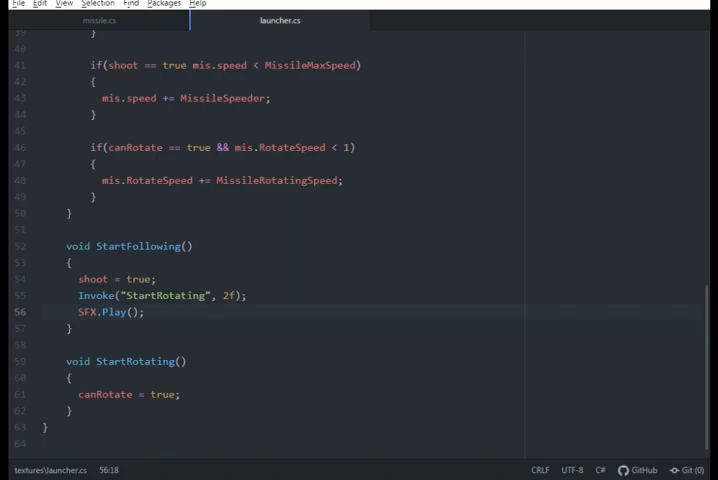 File Edit View Selection Find Packages Help
missile.cs launcher.cs
39 }
40
41 if(shoot == true mis.speed < MissileMaxSpeed)
42 {
43 mis.speed += MissileSpeeder;
44 }
45
46 if(canRotate == true && mis.RotateSpeed < 1)
47 {
48 mis.RotateSpeed += MissileRotatingSpeed;
49 }
50 }
51
52 void StartFollowing()
53 {
54 shoot = true;
55 Invoke("StartRotating", 2f);
56 SFX.Play();
57 }
58
59 void StartRotating()
60 {
61 canRotate = true;
62 }
63 }
64
textures\launcher.cs 56:18 CRLF UTF-8 C# GitHub Git (0)